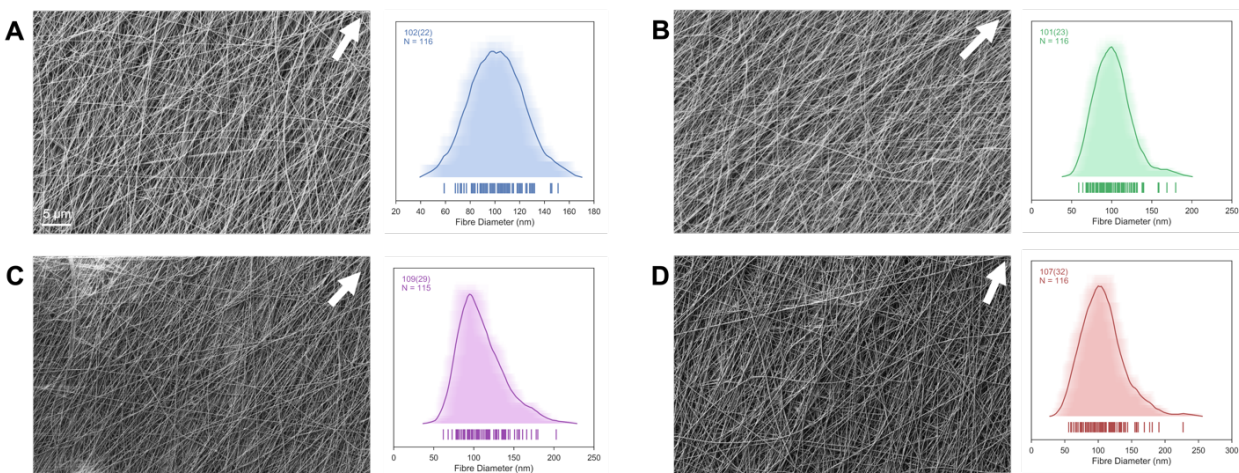 A
102(22)
N = 116
5 µm
20 40 60 80 100 120 140 160 180
Fibre Diameter (nm)
B
101(23)
N = 116
0 50 100 150 200 250
Fibre Diameter (nm)
C
109(29)
N = 115
0 50 100 150 200 250
Fibre Diameter (nm)
D
107(32)
N = 116
0 50 100 150 200 250 300
Fibre Diameter (nm)